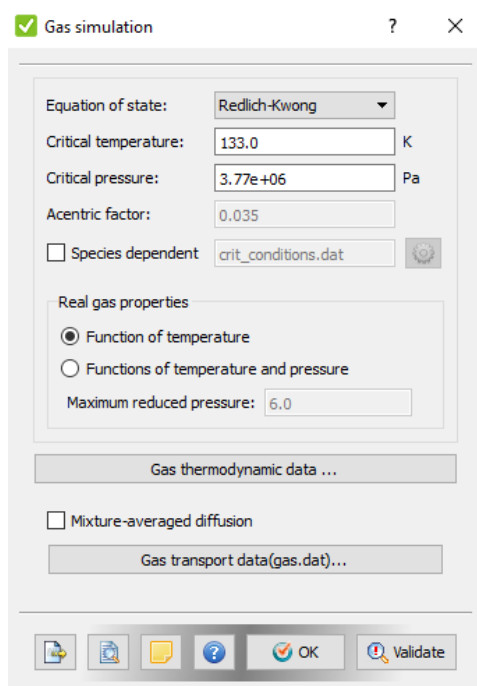 Gas simulation ?
Equation of state: Redlich-Kwong
Critical temperature: 133.0 K
Critical pressure: 3.77e+06 Pa
Acentric factor: 0.035
Species dependent crit_conditions.dat
Real gas properties
Function of temperature
Functions of temperature and pressure
Maximum reduced pressure: 6.0
Gas thermodynamic data ...
Mixture-averaged diffusion
Gas transport data(gas.dat)...
? OK Validate